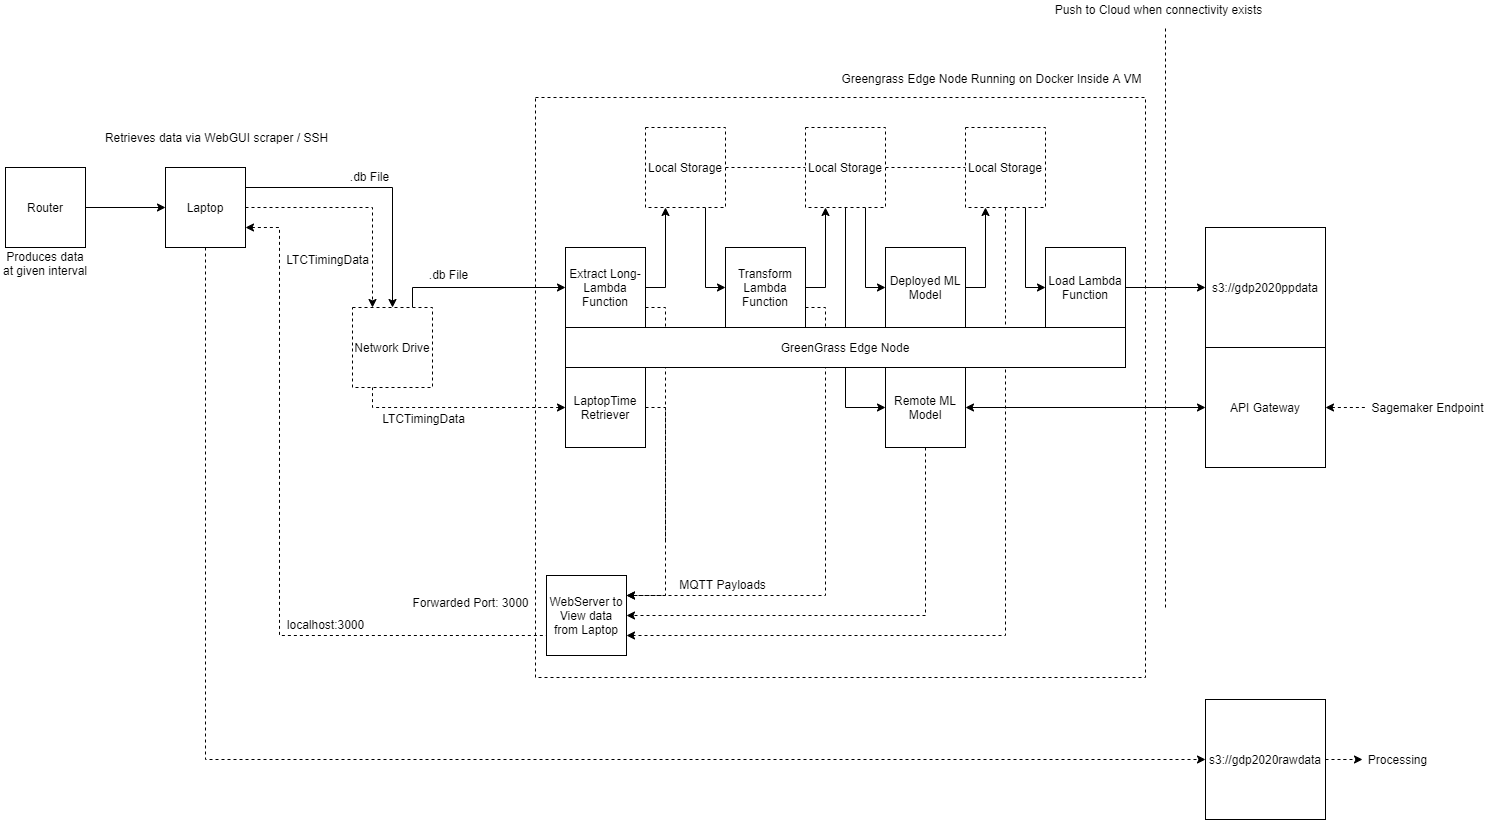 Push to Cloud when connectivity exists
Greengrass Edge Node Running on Docker Inside A VM
Retrieves data via WebGUI scraper / SSH
Router
Produces data
at given interval
Laptop
.db File
LTCTimingData
Network Drive
.db File
LTCTimingData
Local Storage
Local Storage
Local Storage
Extract Long-
Lambda
Function
Transform
Lambda
Function
Deployed ML
Model
Load Lambda
Function
GreenGrass Edge Node
LaptopTime
Retriever
Remote ML
Model
s3://gdp2020ppdata
API Gateway
Sagemaker Endpoint
MQTT Payloads
Forwarded Port: 3000
WebServer to
View data
from Laptop
localhost:3000
s3://gdp2020rawdata
Processing